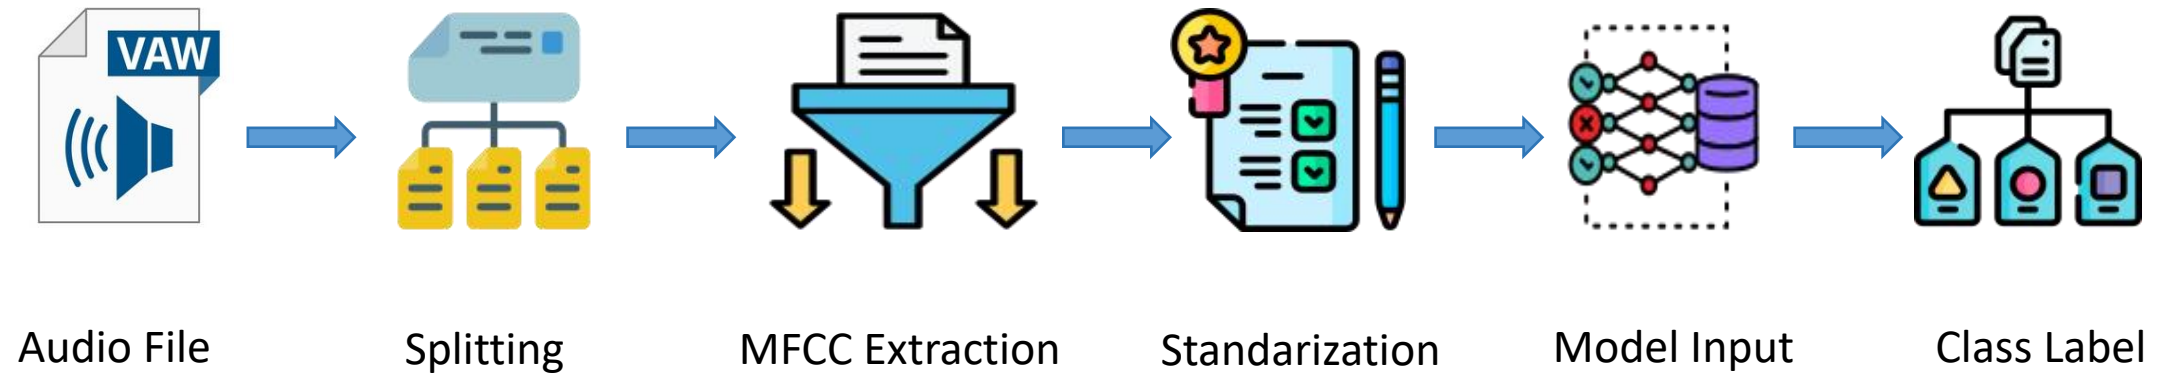 VAW
Audio File
Splitting
MFCC Extraction
Standarization
Model Input
Class Label